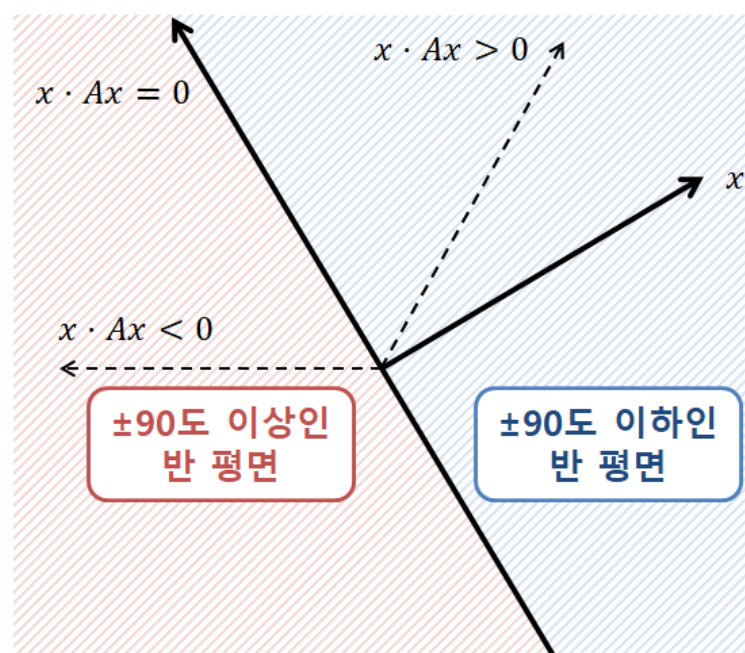 x · Ax > 0
x · Ax = 0
x
x · Ax < 0
±90도 이상인
반 평면
±90도 이하인
반 평면